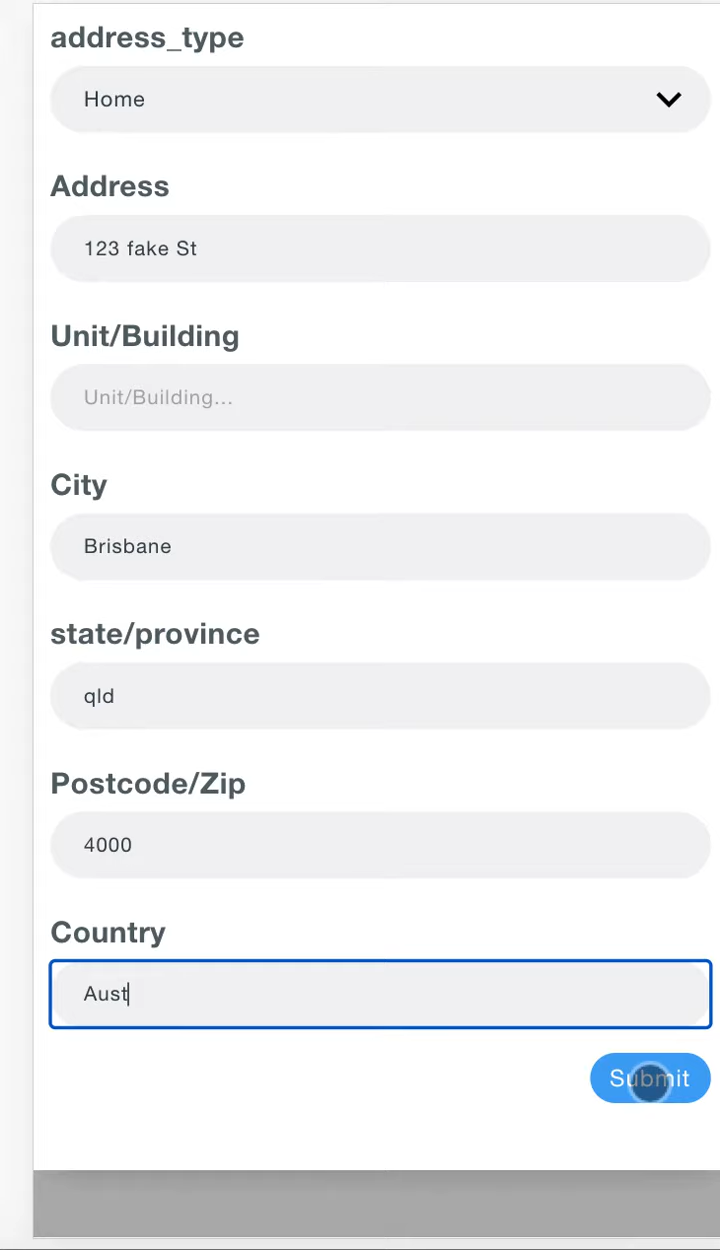 address_type
Home
Address
123 fake St
Unit/Building
Unit/Building...
City
Brisbane
state/province
qld
Postcode/Zip
4000
Country
Aust
Submit